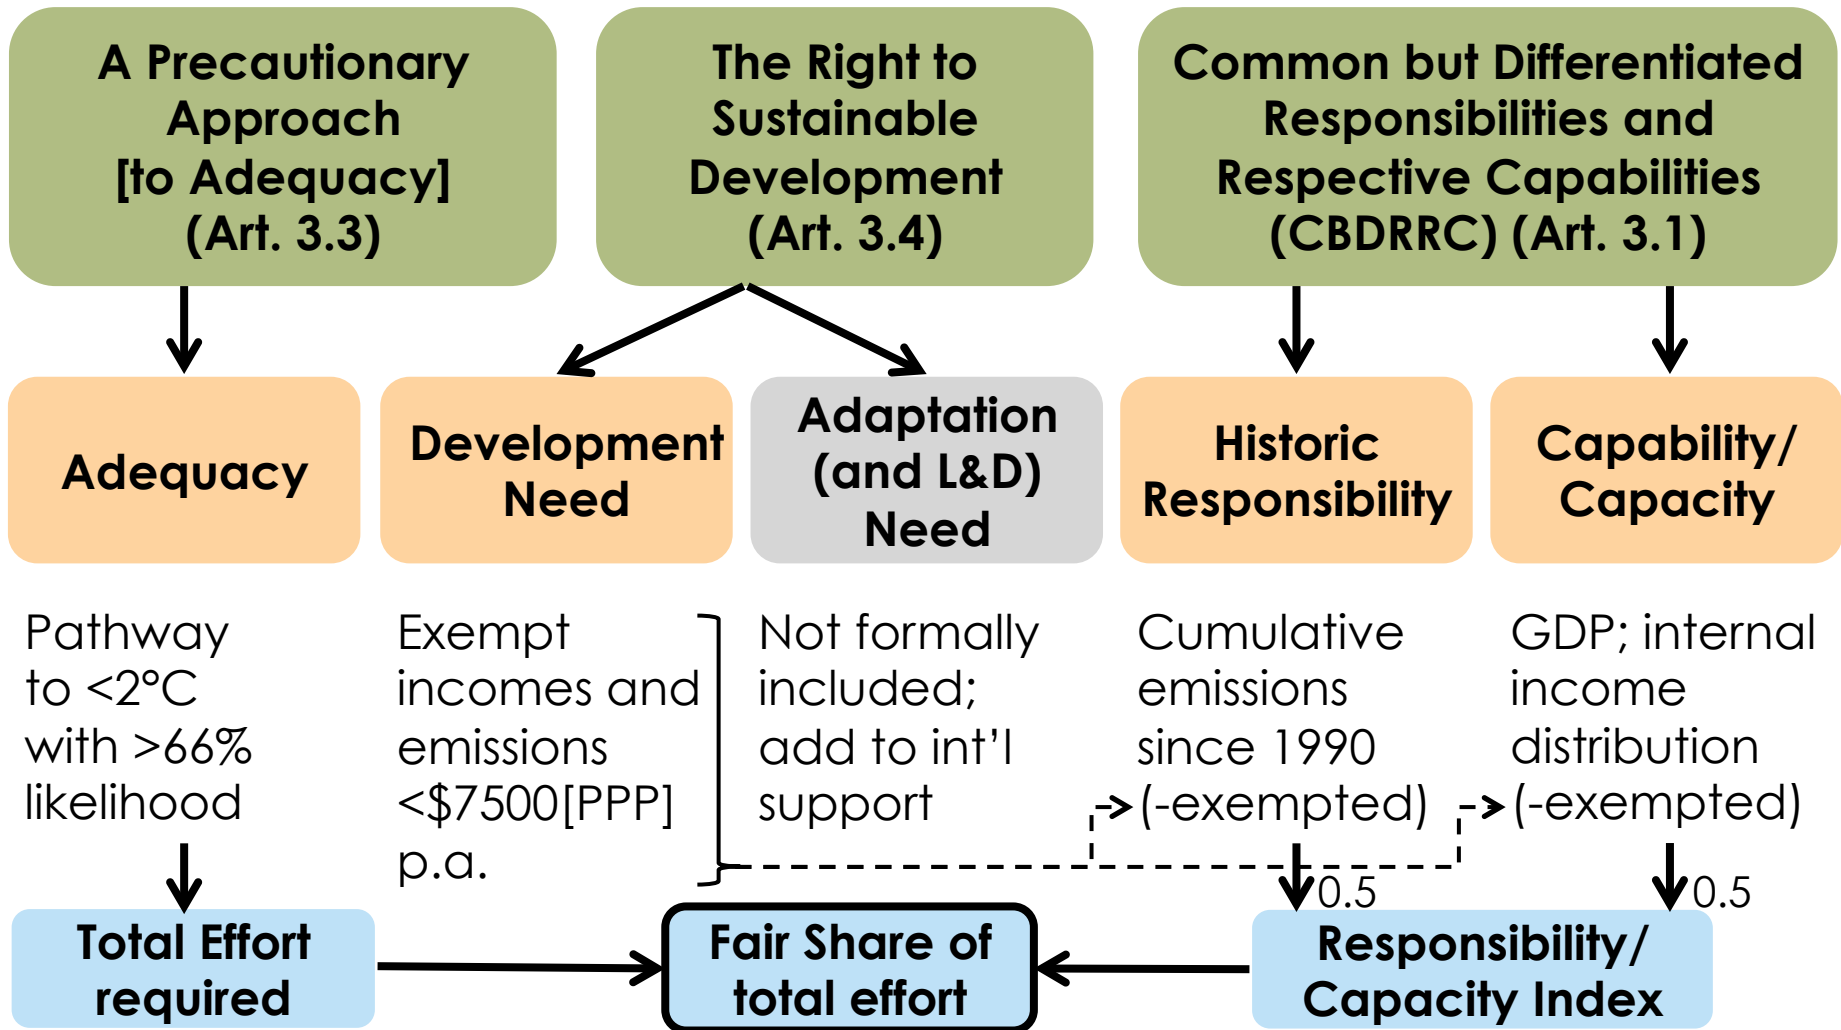 A Precautionary
Approach
[to Adequacy]
(Art. 3.3)
The Right to
Sustainable
Development
(Art. 3.4)
Common but Differentiated
Responsibilities and
Respective Capabilities
(CBDRRC) (Art. 3.1)
Adequacy
Development
Need
Adaptation
(and L&D)
Need
Historic
Responsibility
Capability/
Capacity
Pathway
to <2°C
with >66%
likelihood
Exempt
incomes and
emissions
<$7500[PPP]
p.a.
Not formally
included;
add to int'l
support
Cumulative
emissions
since 1990
(-exempted)
GDP; internal
income
distribution
(-exempted)
0.5
0.5
Total Effort
required
Fair Share of
total effort
Responsibility/
Capacity Index